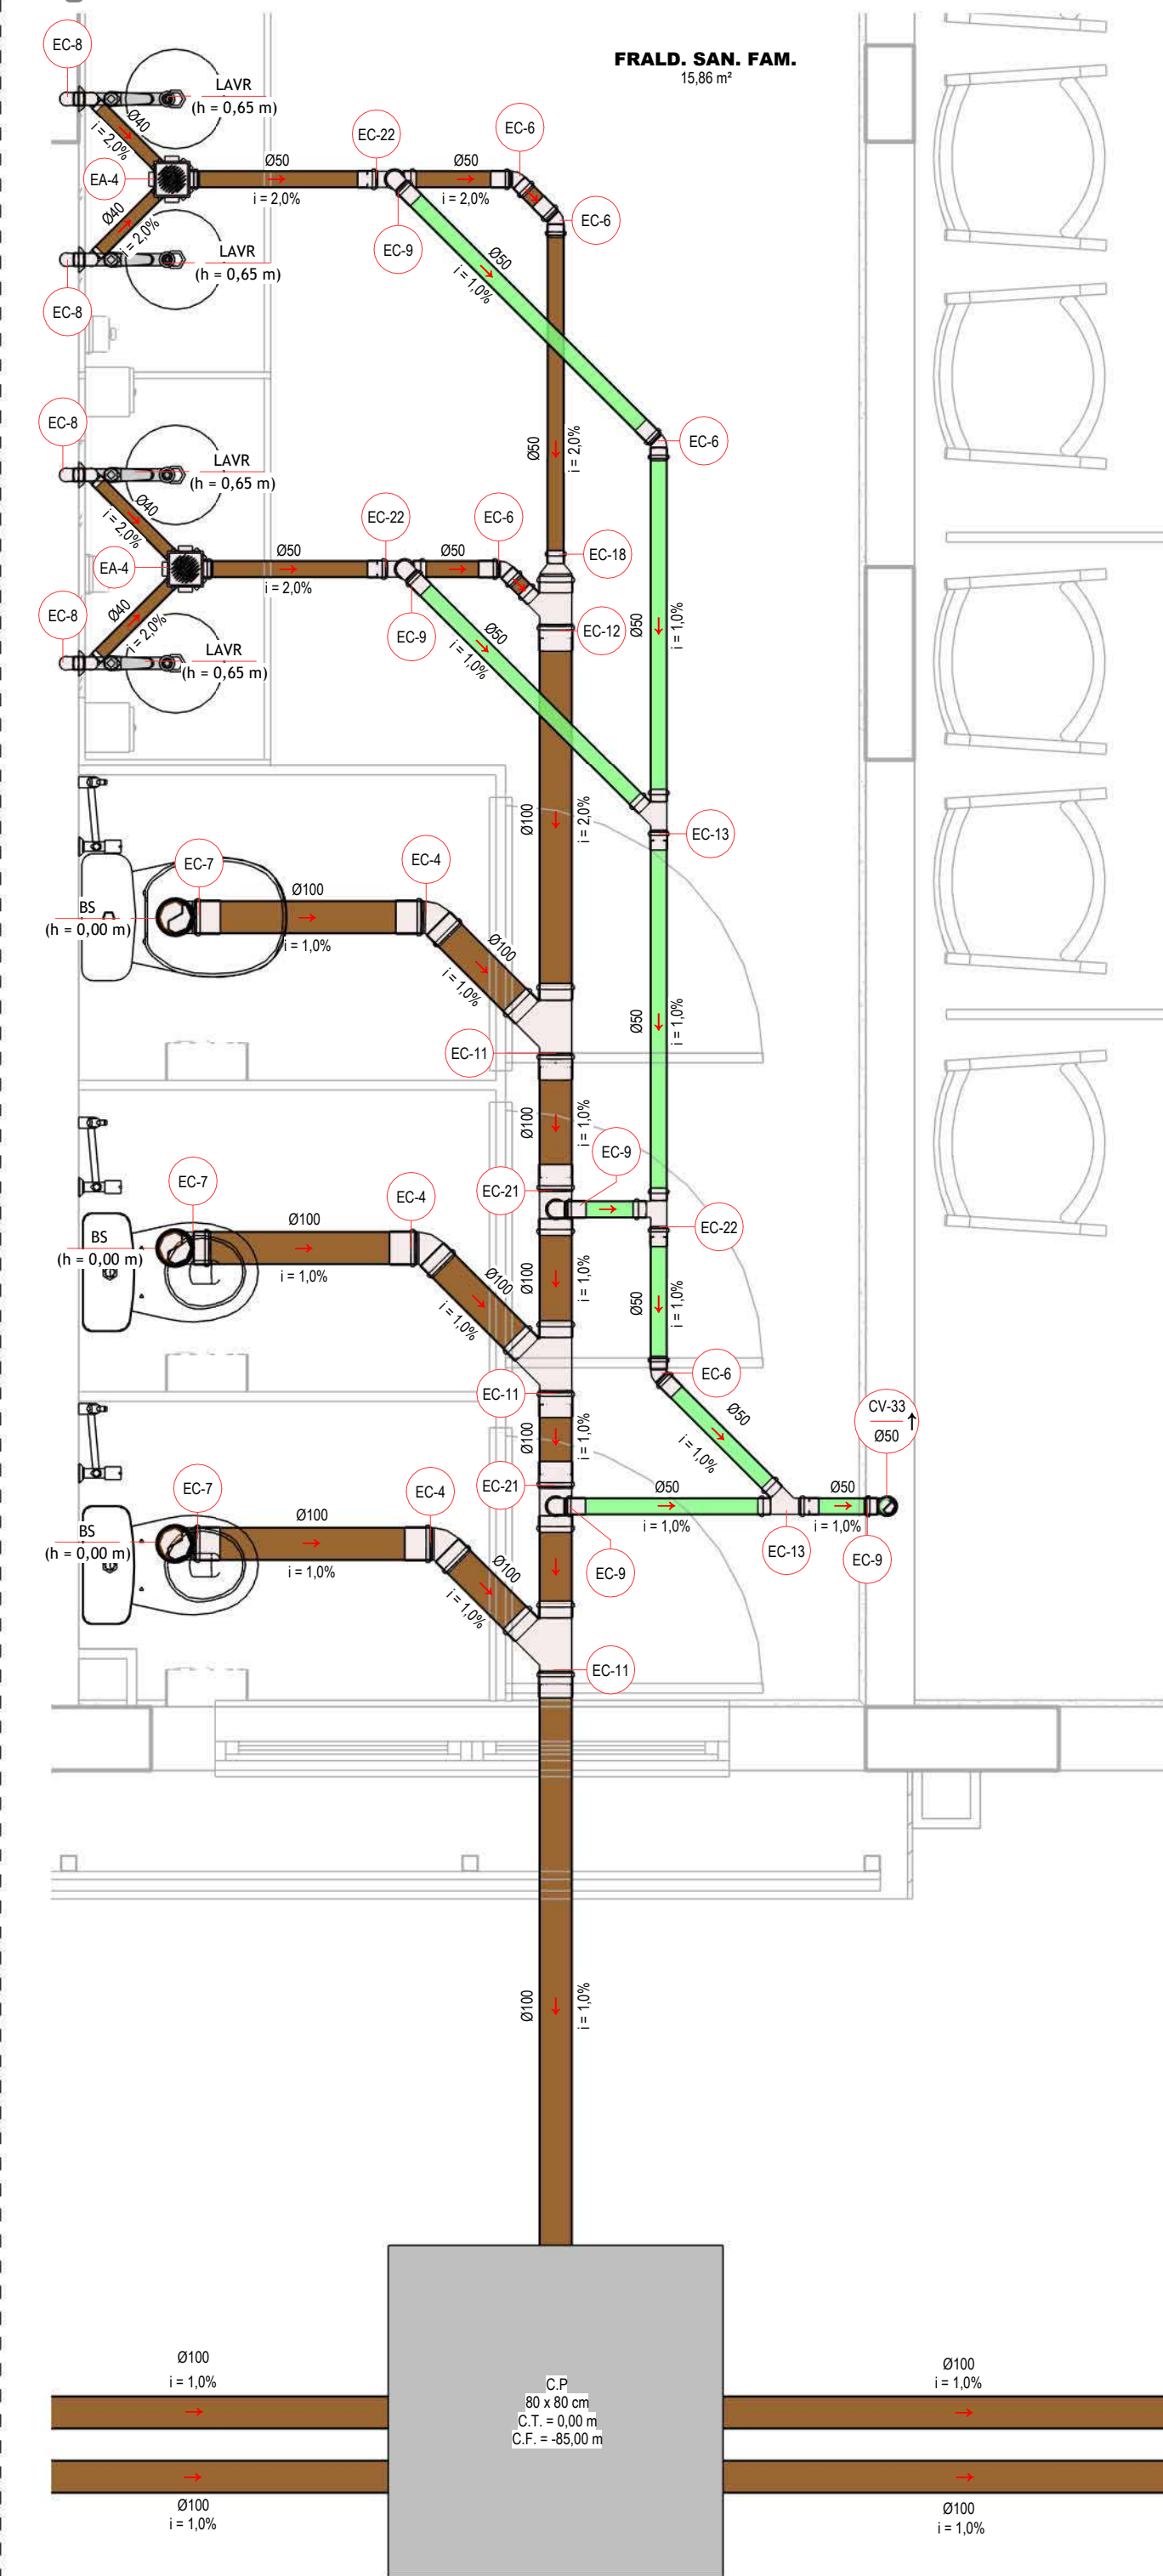 EC-8
FRALD. SAN. FAM.
15,86 m²
LAVR
(h = 0,65 m)
Ø40
i = 2,0%
EC-22
EC-6
EA-4
Ø50
i = 2,0%
Ø50
i = 2,0%
EC-6
Ø40
i = 2,0%
EC-9
LAVR
(h = 0,65 m)
Ø50
i = 1,0%
EC-8
EC-8
EC-6
Ø50
i = 2,0%
LAVR
(h = 0,65 m)
Ø40
i = 2,0%
EC-22
EC-6
EC-18
EA-4
Ø50
i = 2,0%
Ø50
EC-8
Ø40
i = 2,0%
EC-9
Ø50
i = 1,0%
EC-12
Ø50
i = 1,0%
LAVR
(h = 0,65 m)
Ø100
i = 2,0%
EC-13
EC-7
EC-4
BS
(h = 0,00 m)
Ø100
i = 1,0%
Ø100
i = 1,0%
Ø50
i = 1,0%
EC-11
Ø100
i = 1,0%
EC-9
EC-7
EC-4
EC-21
EC-22
BS
(h = 0,00 m)
Ø100
i = 1,0%
Ø100
i = 1,0%
Ø100
i = 1,0%
Ø50
i = 1,0%
EC-6
EC-11
Ø50
i = 1,0%
CV-33
Ø50
Ø100
i = 1,0%
EC-7
EC-4
EC-21
Ø50
i = 1,0%
Ø50
i = 1,0%
BS
(h = 0,00 m)
Ø100
i = 1,0%
Ø100
i = 1,0%
EC-9
EC-13
EC-9
EC-11
Ø100
i = 1,0%
Ø100
i = 1,0%
C.P
80 x 80 cm
C.T. = 0,00 m
C.F. = -85,00 m
Ø100
i = 1,0%
Ø100
i = 1,0%
Ø100
i = 1,0%